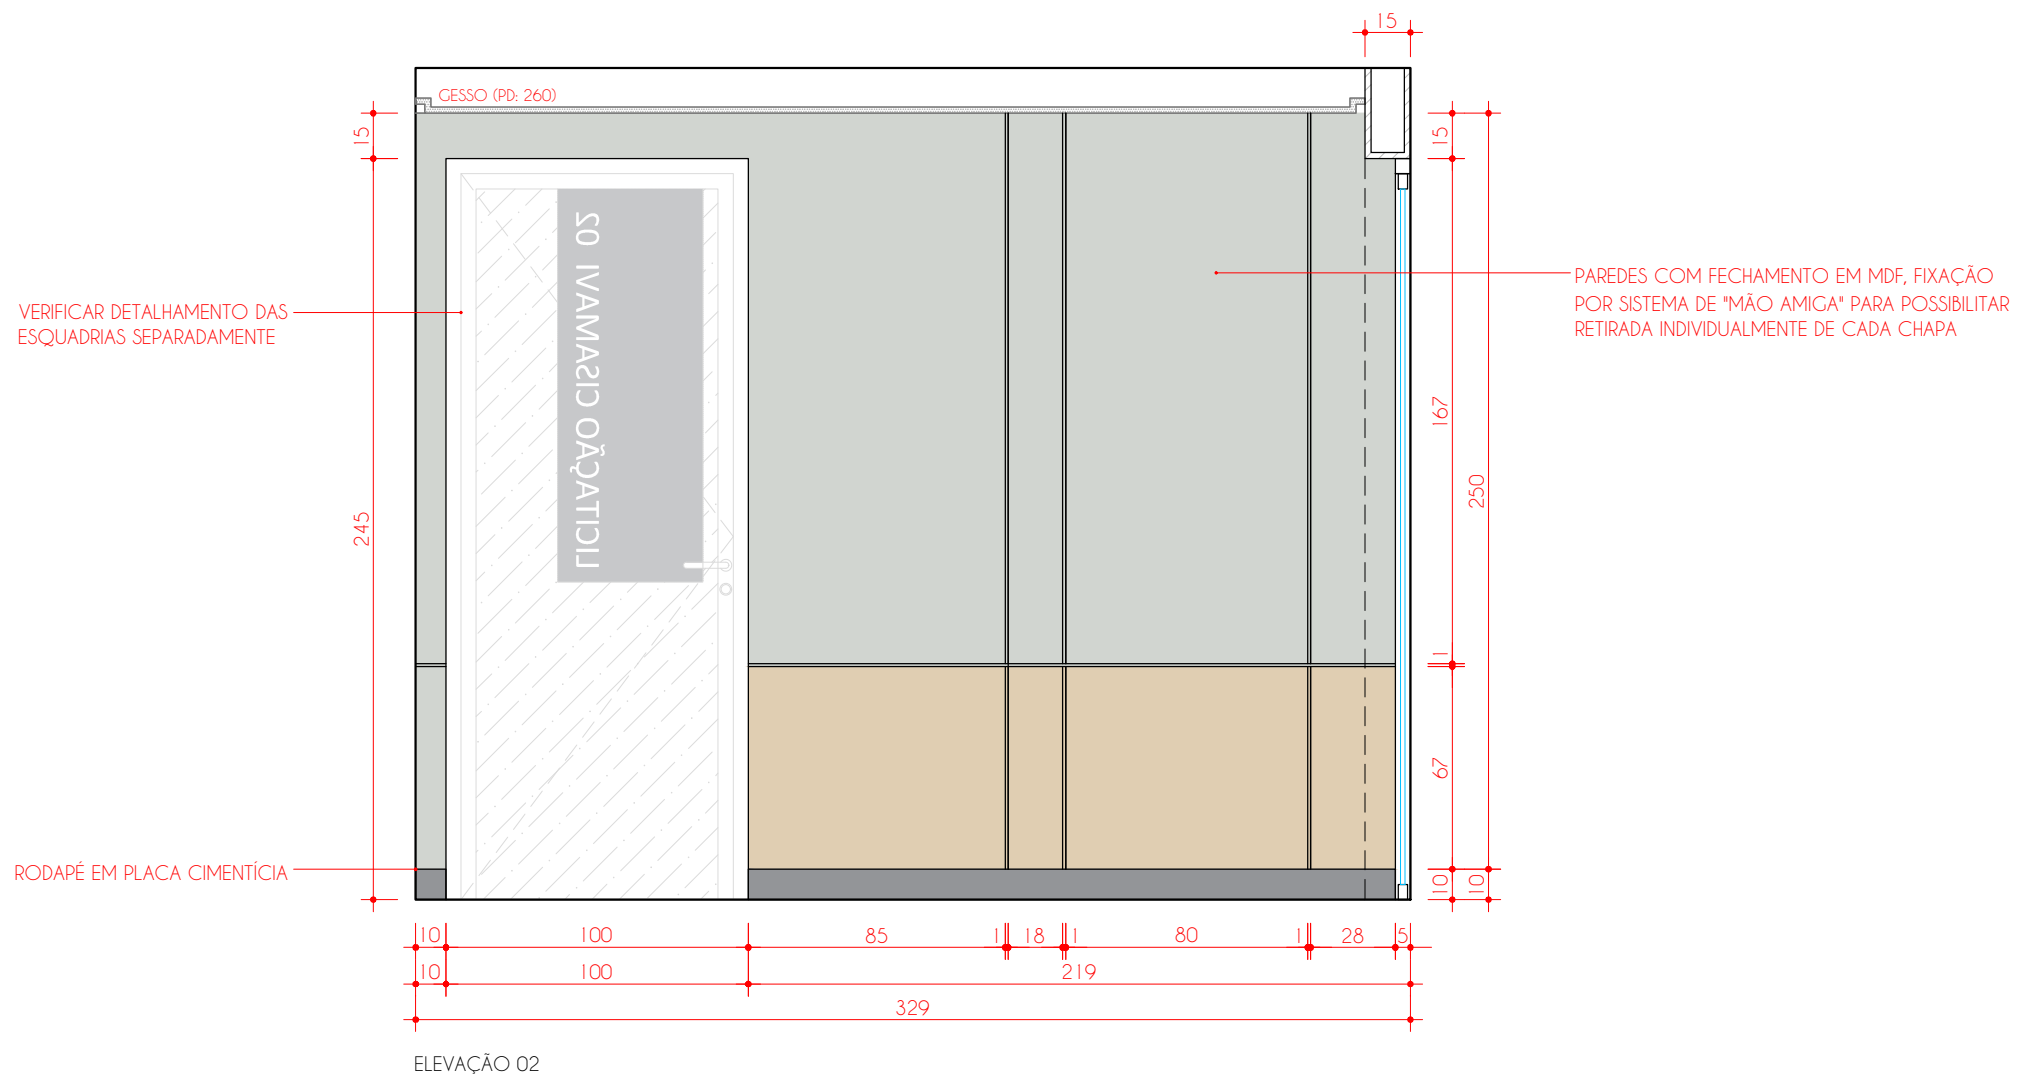 15
GESSO (PD: 260)
15
15
VERIFICAR DETALHAMENTO DAS
ESQUADRIAS SEPARADAMENTE
LICITAÇÃO CISAMAVI 02
PAREDES COM FECHAMENTO EM MDF, FIXAÇÃO
POR SISTEMA DE "MÃO AMIGA" PARA POSSIBILITAR
RETIRADA INDIVIDUALMENTE DE CADA CHAPA
167
250
245
1
67
RODAPÉ EM PLACA CIMENTÍCIA
10 10
10 100 85 1 18 1 80 1 28 5
10 100 219
329
ELEVAÇÃO 02